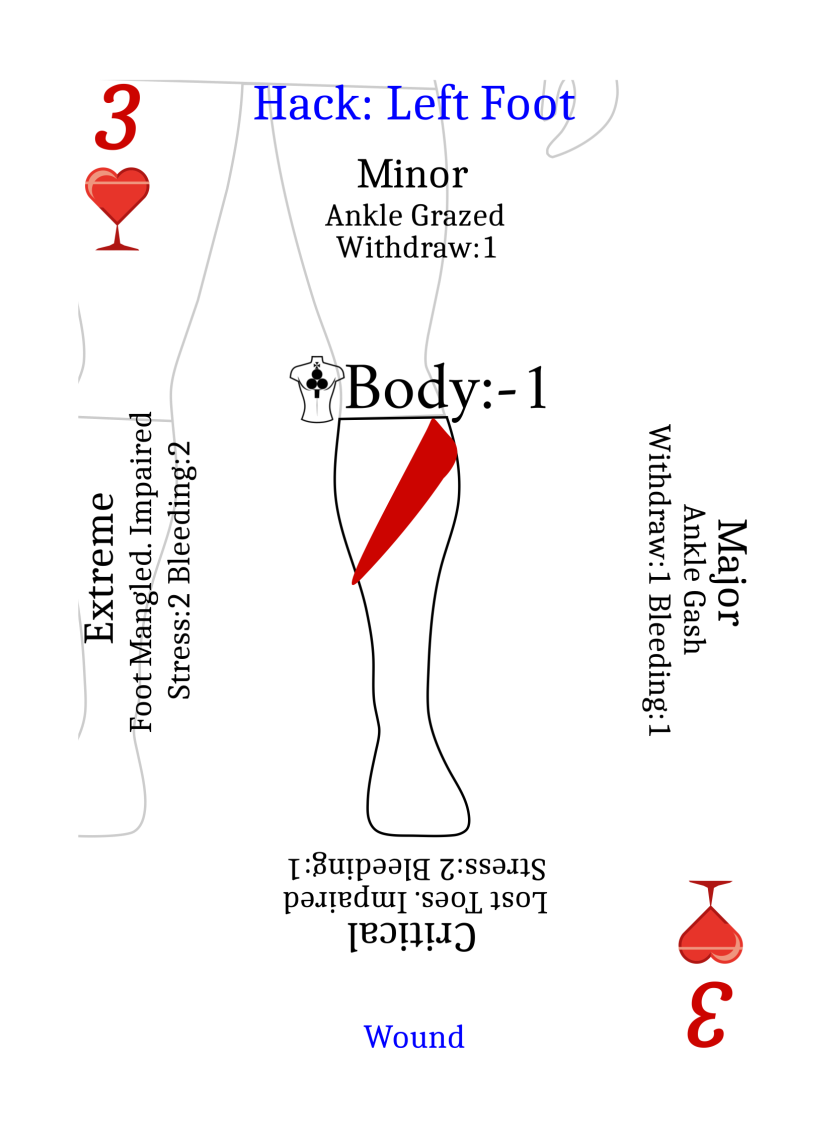 3
Hack: Left Foot
Minor
Ankle Grazed
Withdraw:1
Body:-1
Extreme
Foot Mangled. Impaired
Stress:2 Bleeding:2
Major
Ankle Gash
Withdraw:1 Bleeding:1
Critical
Lost Toes. Impaired
Stress:2 Bleeding:1
Wound
3